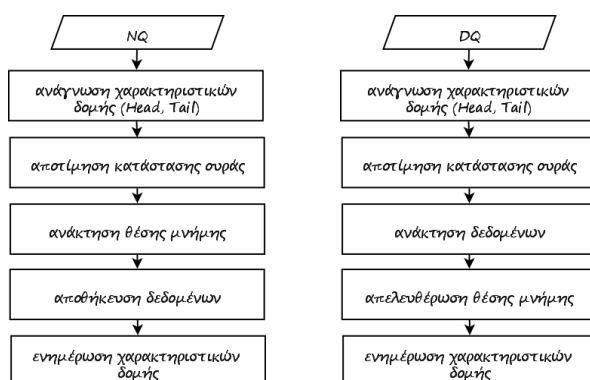 NQ
ανάγνωση χαρακτηριστικών
δομής (Head, Tail)
αποτίμηση κατάστασης ουράς
ανάκτηση θέσης μνήμης
αποθήκευση δεδομένων
ενημέρωση χαρακτηριστικών
δομής
DQ
ανάγνωση χαρακτηριστικών
δομής (Head, Tail)
αποτίμηση κατάστασης ουράς
ανάκτηση δεδομένων
απελευθέρωση θέσης μνήμης
ενημέρωση χαρακτηριστικών
δομής